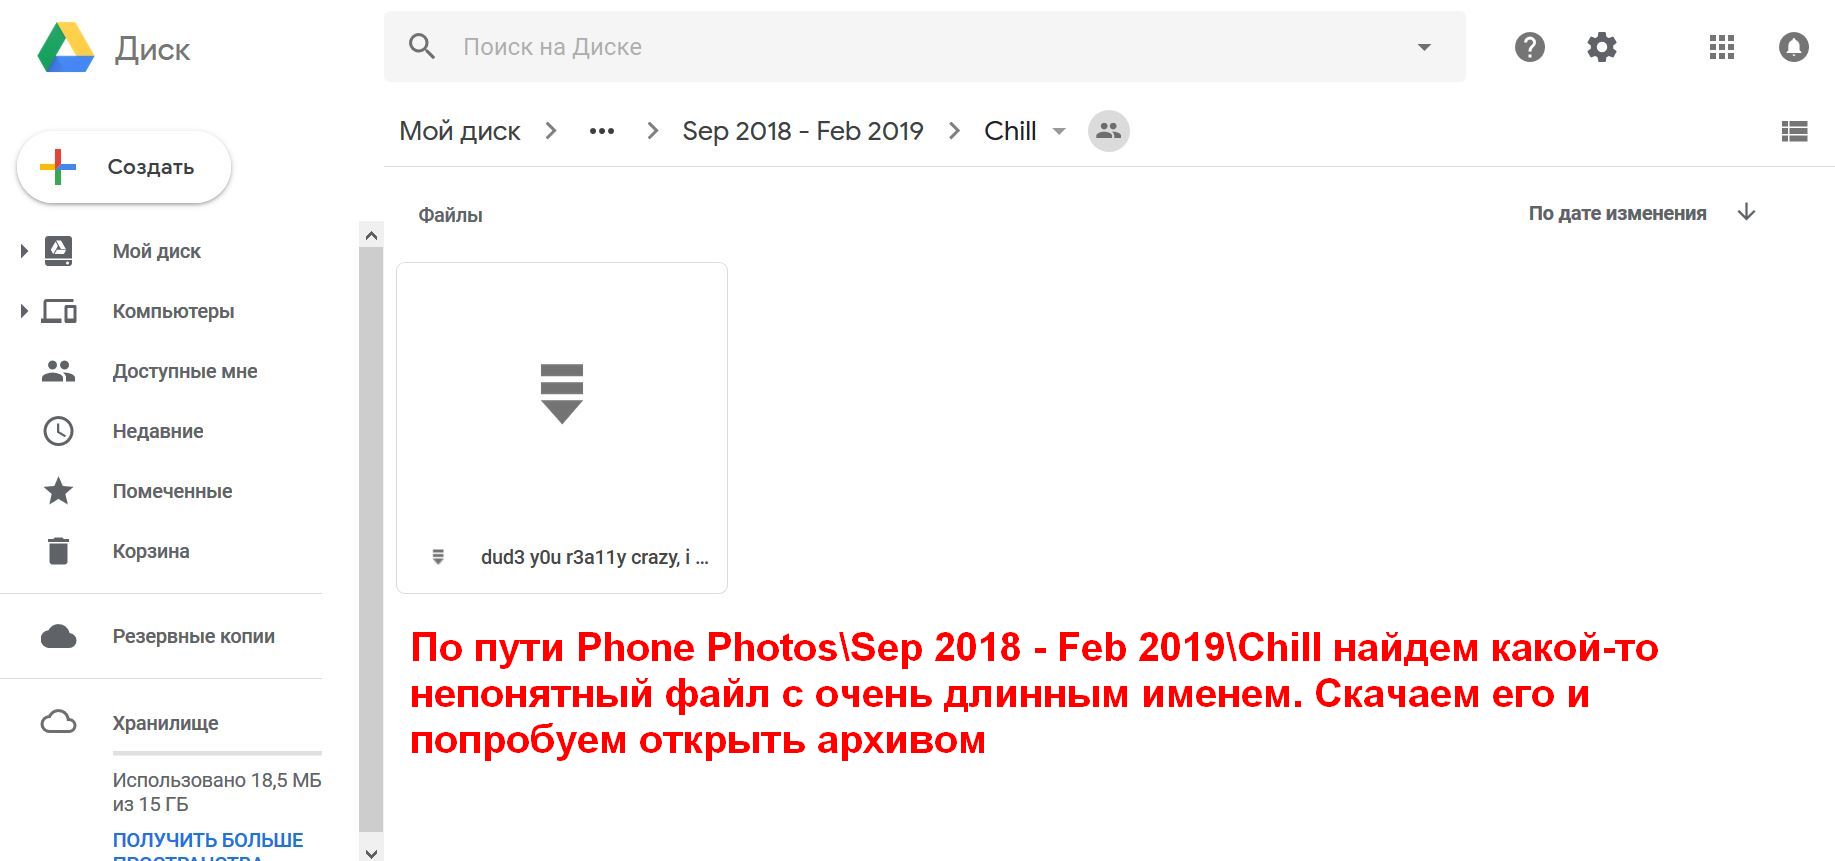 Диск
Поиск на Диске
Мой диск > ••• > Sep 2018 - Feb 2019 > Chill
Создать
Файлы
По дате изменения
Мой диск
Компьютеры
Доступные мне
Недавние
Помеченные
Корзина
Резервные копии
Хранилище
Использовано 18,5 МБ
из 15 ГБ
ПОЛУЧИТЬ БОЛЬШЕ
ПРОСТРАНСТВА
dud3 y0u r3a11y crazy, i ...
По пути Phone Photos\Sep 2018 - Feb 2019\Chill найдем какой-то
непонятный файл с очень длинным именем. Скачаем его и
попробуем открыть архивом